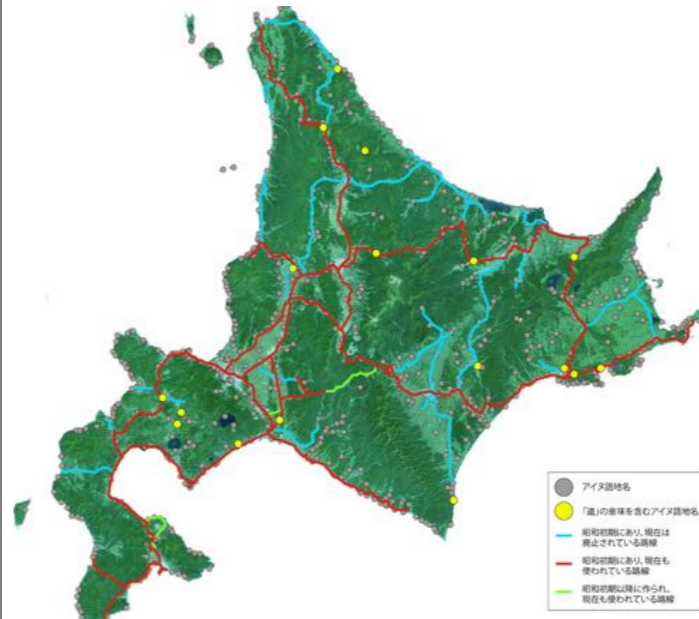 アイヌ語地名
「道」の意味を含むアイヌ語地名
昭和初期にあり、現在は
廃止されている路線
昭和初期にあり、現在も
使われている路線
昭和初期以降に作られ、
現在も使われている路線